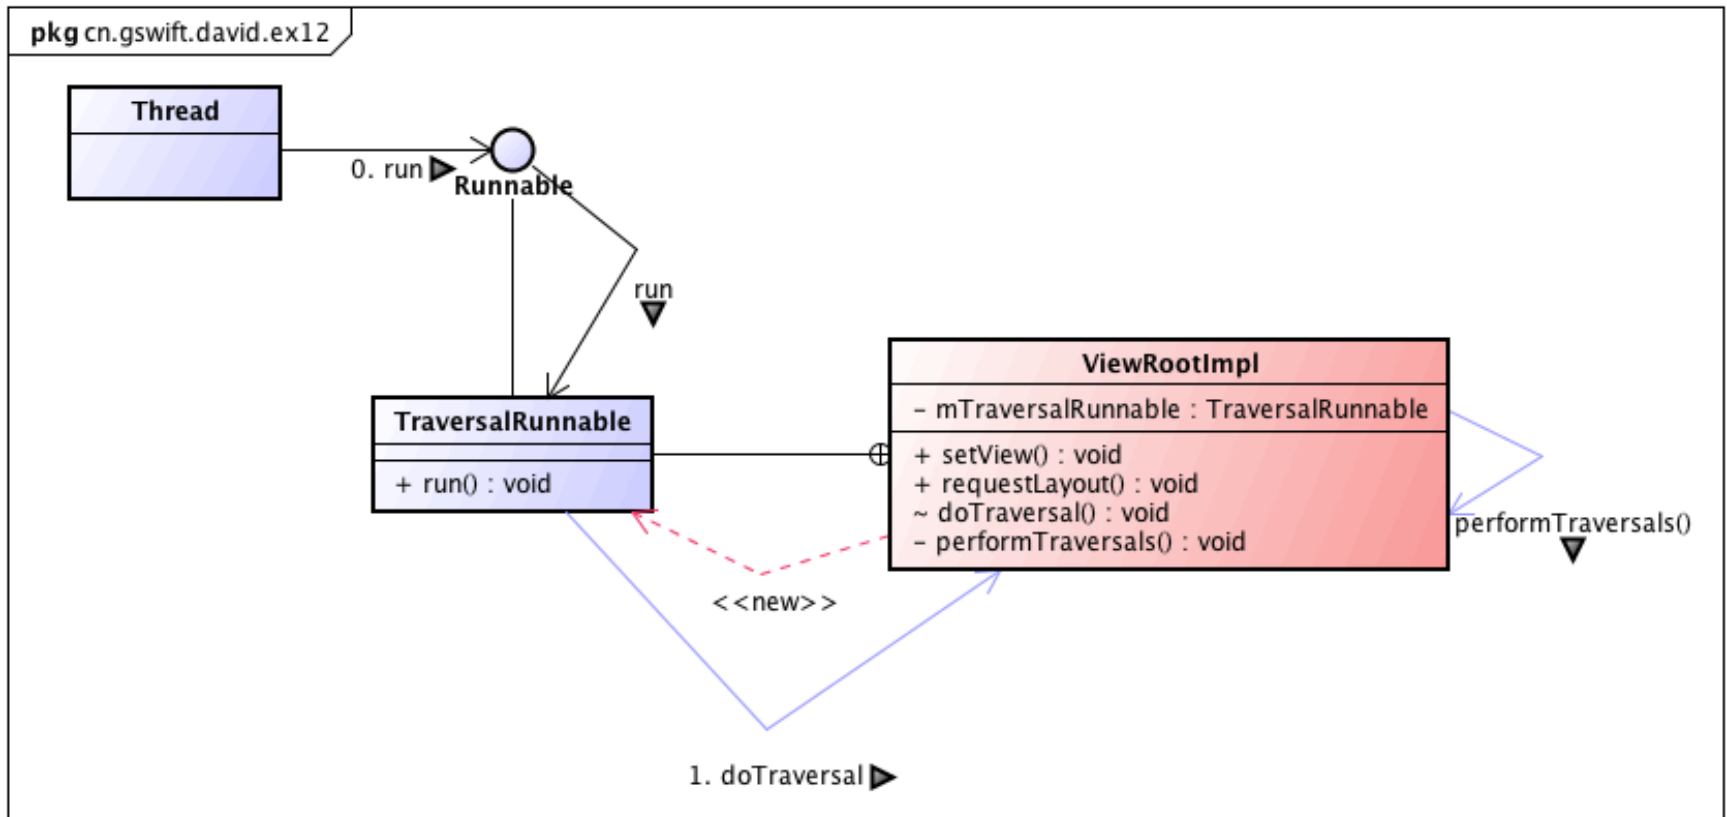 pkg cn.gswift.david.ex12
Thread
0. run
Runnable
run
TraversalRunnable
+ run() : void
ViewRootImpl
- mTraversalRunnable : TraversalRunnable
+ setView() : void
+ requestLayout() : void
~ doTraversal() : void
- performTraversals() : void
performTraversals()
<<new>>
1. doTraversal